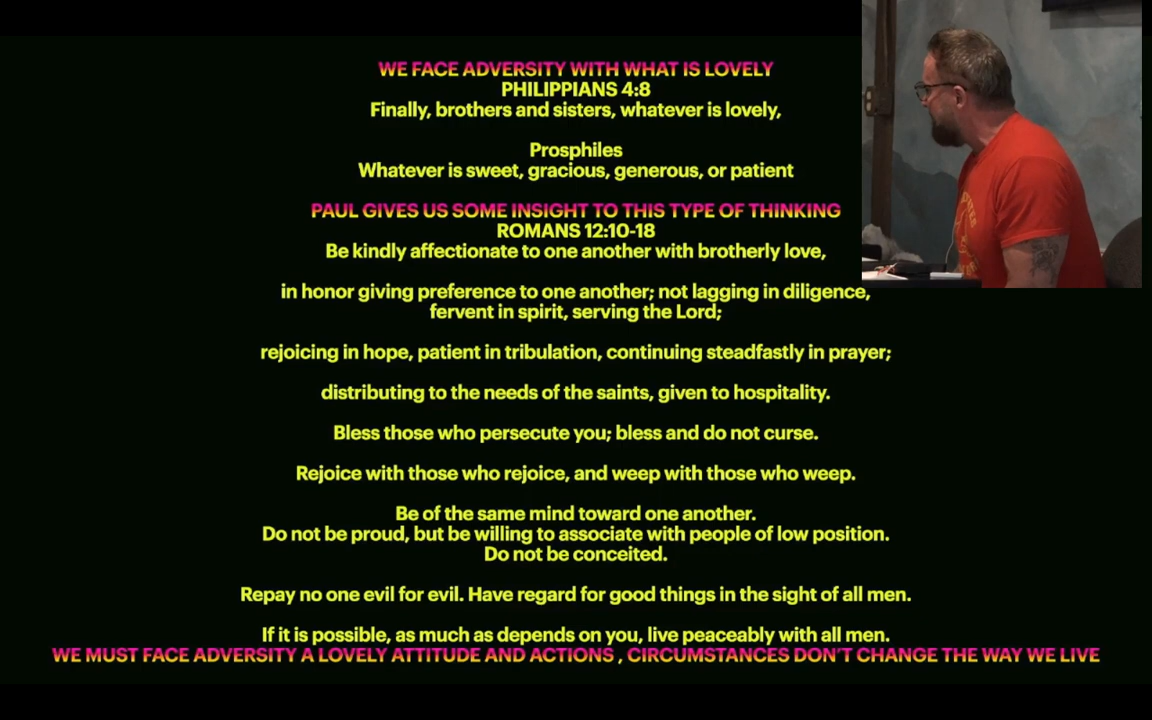 WE FACE ADVERSITY WITH WHAT IS LOVELY
PHILIPPIANS 4:8
Finally, brothers and sisters, whatever is lovely,
Prosphiles
Whatever is sweet, gracious, generous, or patient
PAUL GIVES US SOME INSIGHT TO THIS TYPE OF THINKING
ROMANS 12:10-18
Be kindly affectionate to one another with brotherly love,
in honor giving preference to one another; not lagging in diligence,
fervent in spirit, serving the Lord;
rejoicing in hope, patient in tribulation, continuing steadfastly in prayer;
distributing to the needs of the saints, given to hospitality.
Bless those who persecute you; bless and do not curse.
Rejoice with those who rejoice, and weep with those who weep.
Be of the same mind toward one another.
Do not be proud, but be willing to associate with people of low position.
Do not be conceited.
Repay no one evil for evil. Have regard for good things in the sight of all men.
If it is possible, as much as depends on you, live peaceably with all men.
WE MUST FACE ADVERSITY A LOVELY ATTITUDE AND ACTIONS , CIRCUMSTANCES DON'T CHANGE THE WAY WE LIVE